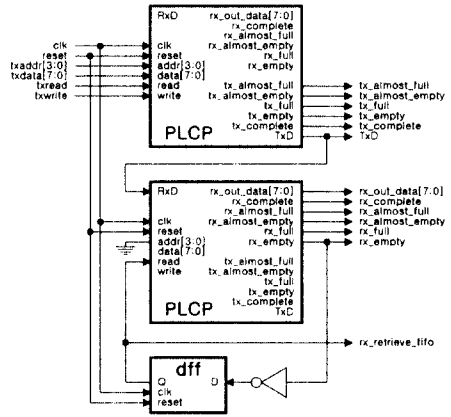 RxD rx_out_data[7:0]
rx_complete
rx_almost_full
clk clk rx_almost_empty
reset reset rx_full
txaddr[3:0] addr[3:0] rx_empty
txdata[7:0] data[7:0]
txread read tx_almost_full tx_almost_full
txwrite write tx_almost_empty tx_almost_empty
tx_full tx_full
tx_empty tx_empty
tx_complete tx_complete
PLCP TxD TxD
RxD rx_out_data[7:0] rx_out_data[7:0]
rx_complete rx_complete
rx_almost_full rx_almost_full
clk rx_almost_empty rx_almost_empty
reset rx_full rx_full
addr[3:0] rx_empty rx_empty
data[7:0]
read tx_almost_full
write tx_almost_empty
tx_full
tx_empty
tx_complete
PLCP TxD
rx_retrieve_fifo
dff
Q D
clk
reset